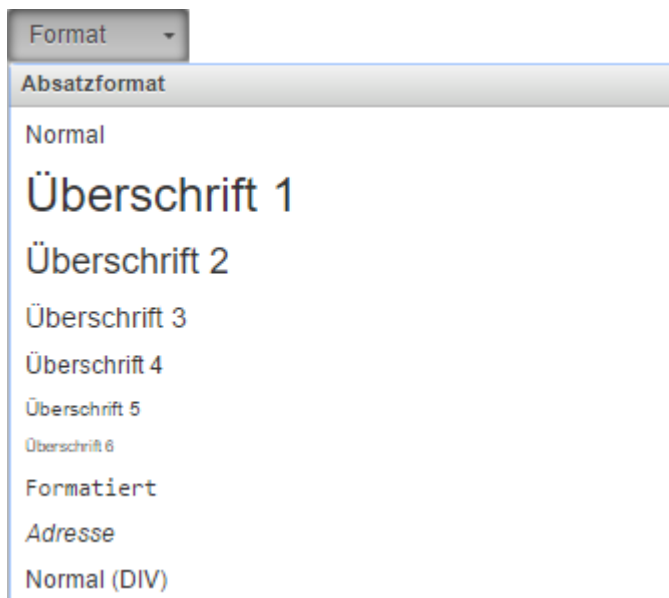 Format
Absatzformat
Normal
Überschrift 1
Überschrift 2
Überschrift 3
Überschrift 4
Überschrift 5
Überschrift 6
Formatiert
Adresse
Normal (DIV)